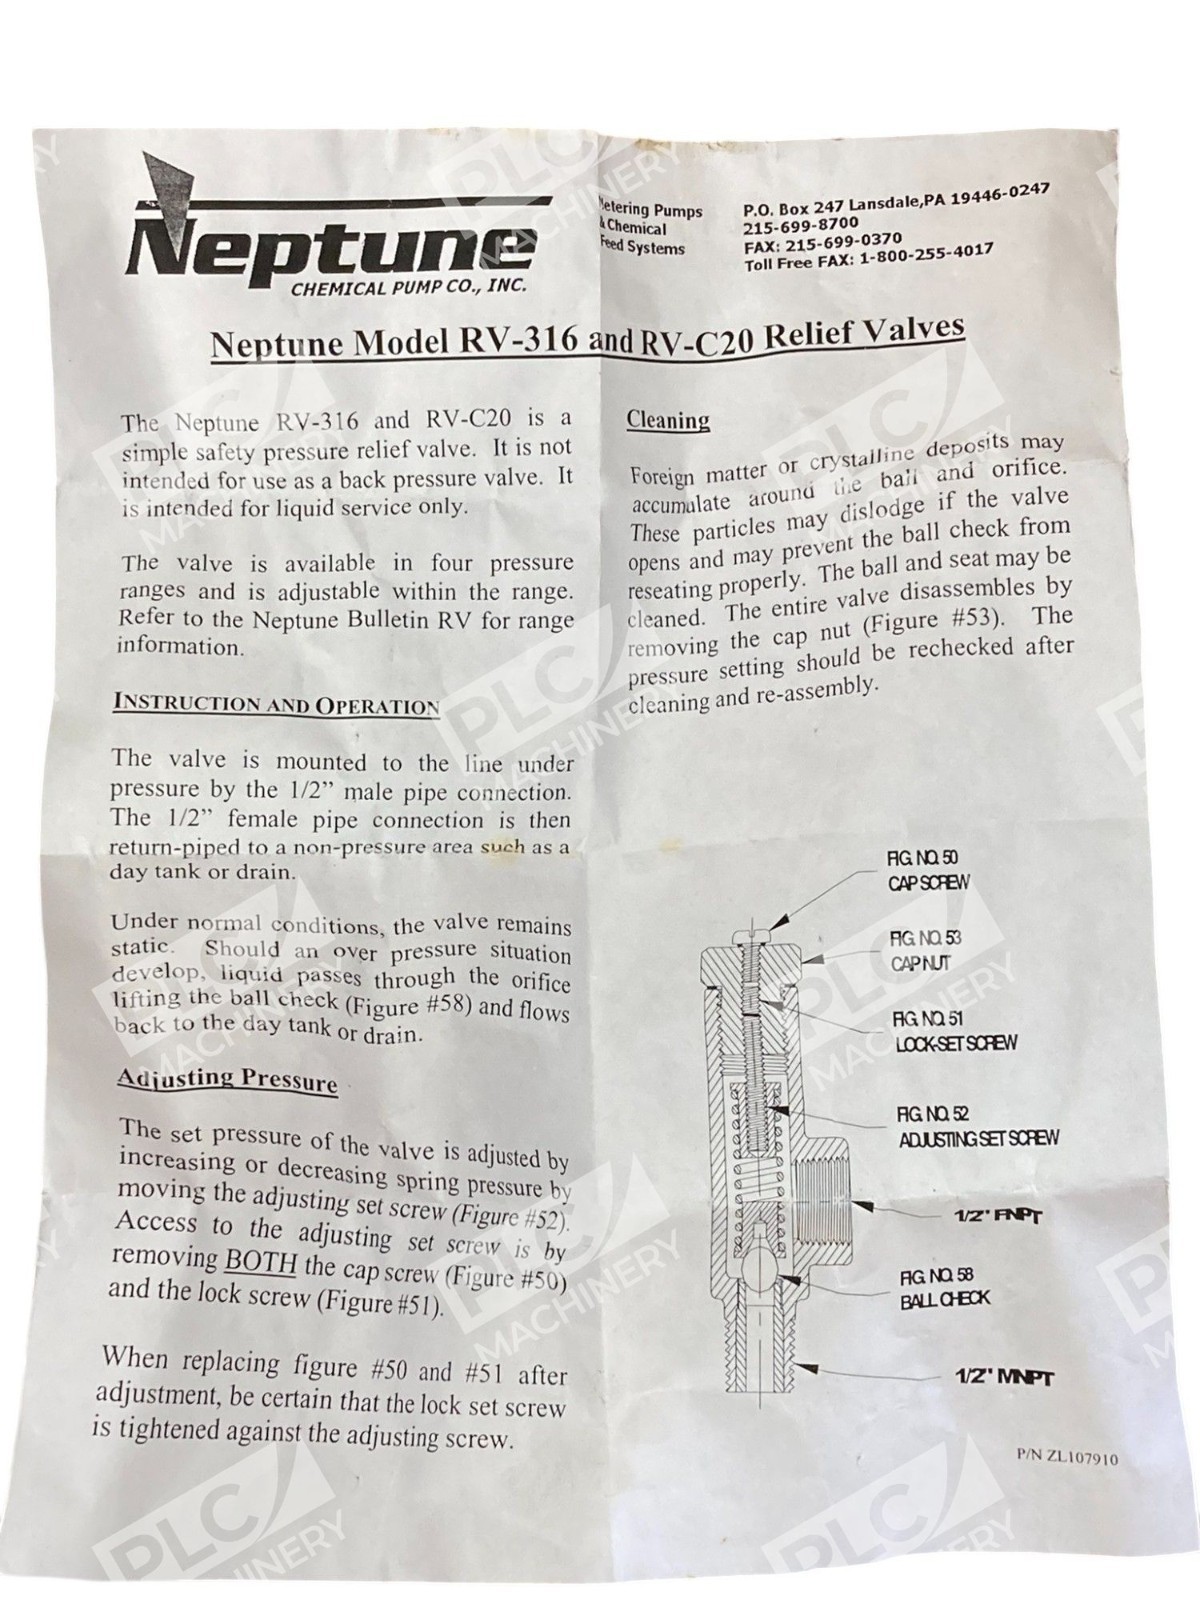 Neptune
CHEMICAL PUMP CO., INC.
etering Pumps
& Chemical
Feed Systems
P.O. Box 247 Lansdale,PA 19446-0247
215-699-8700
FAX: 215-699-0370
Toll Free FAX: 1-800-255-4017
Neptune Model RV-316 and RV-C20 Relief Valves
The Neptune RV-316 and RV-C20 is a
simple safety pressure relief valve. It is not
intended for use as a back pressure valve. It
is intended for liquid service only.
The valve is available in four pressure
ranges and is adjustable within the range.
Refer to the Neptune Bulletin RV for range
information.
INSTRUCTION AND OPERATION
The valve is mounted to the line under
pressure by the 1/2” male pipe connection.
The 1/2” female pipe connection is then
return-piped to a non-pressure area such as a
day tank or drain.
Under normal conditions, the valve remains
static. Should an over pressure situation
develop, liquid passes through the orifice
lifting the ball check (Figure #58) and flows
back to the day tank or drain.
Adjusting Pressure
The set pressure of the valve is adjusted by
increasing or decreasing spring pressure by
moving the adjusting set screw (Figure #52).
Access to the adjusting set screw is by
removing BOTH the cap screw (Figure #50)
and the lock screw (Figure #51).
When replacing figure #50 and #51 after
adjustment, be certain that the lock set screw
is tightened against the adjusting screw.
Cleaning
Foreign matter or crystalline deposits may
accumulate around the ball and orifice.
These particles may dislodge if the valve
opens and may prevent the ball check from
reseating properly. The ball and seat may be
cleaned. The entire valve disassembles by
removing the cap nut (Figure #53). The
pressure setting should be rechecked after
cleaning and re-assembly.
FIG. NO. 50
CAP SCREW
FIG. NO. 53
CAP NUT
FIG. NO. 51
LOCK-SET SCREW
FIG. NO. 52
ADJUSTING SET SCREW
1/2" FNPT
FIG. NO. 58
BALL CHECK
1/2" MNPT
P/N ZL107910
PLC MACHINERY